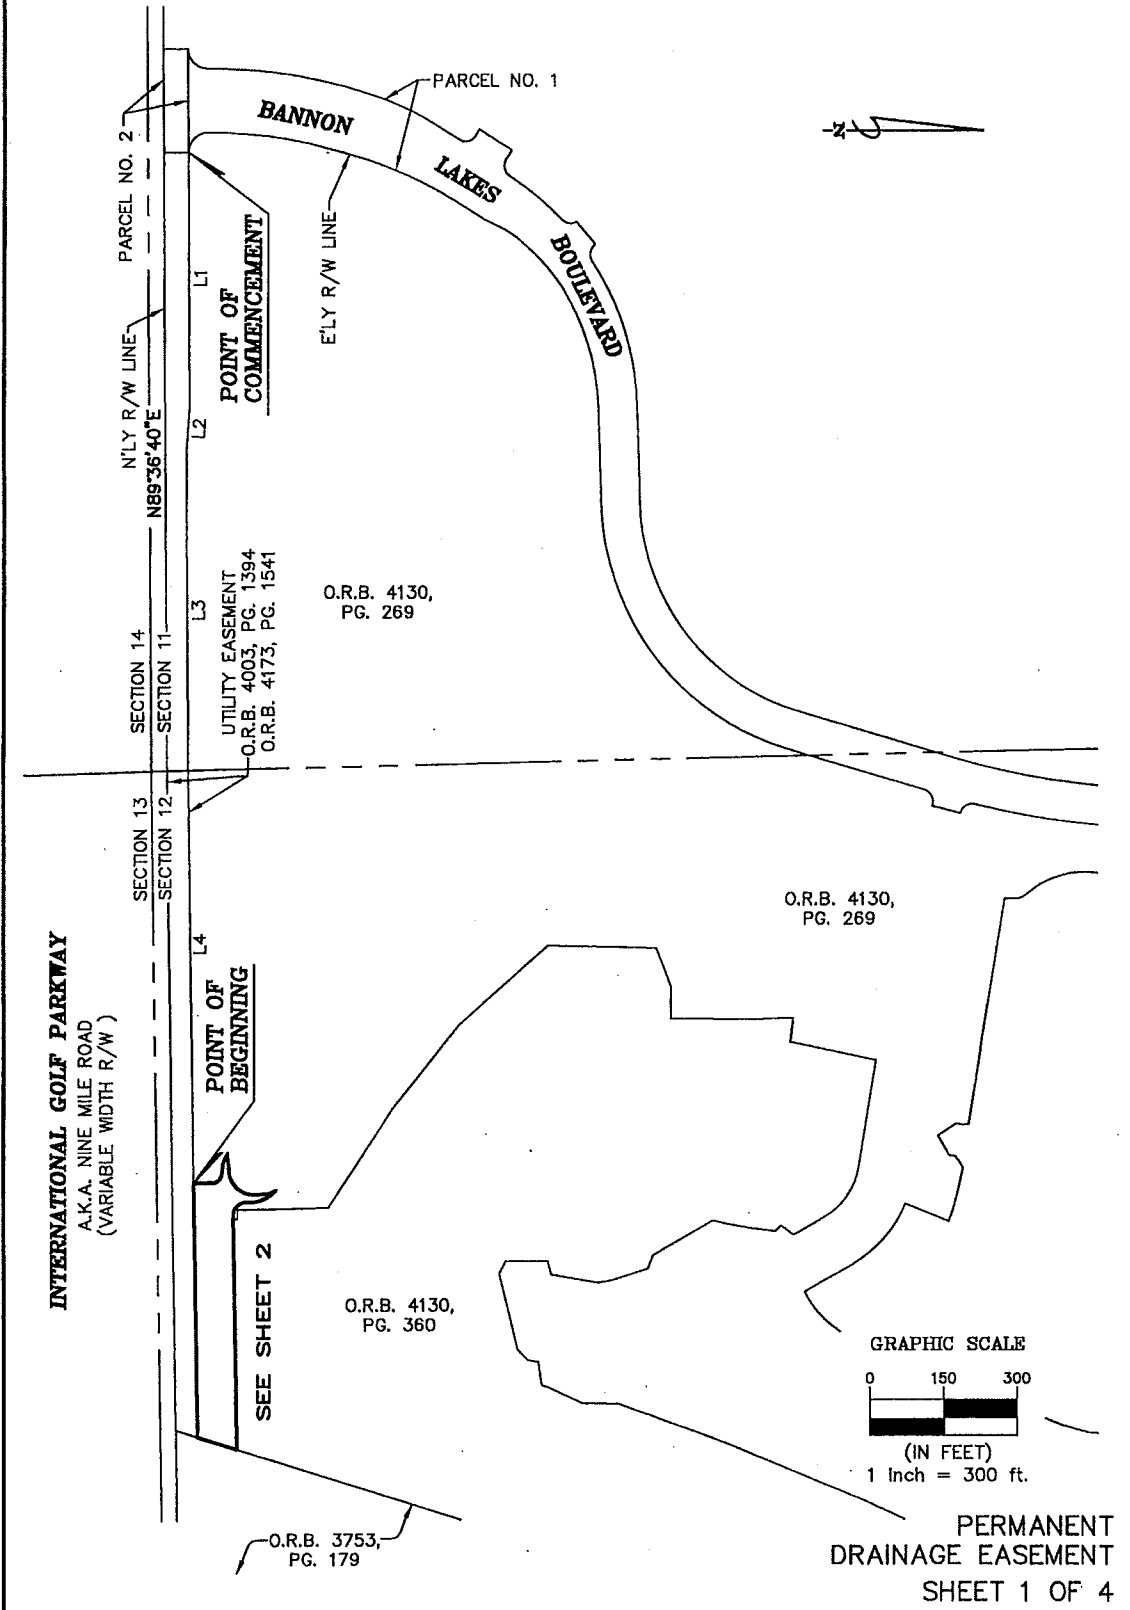 PARCEL NO. 1
BANNON
LAKES
BOULEVARD
N
PARCEL NO. 2
N'LY R/W LINE
N89°36'40"E
E'LY R/W LINE
POINT OF
COMMENCEMENT
L1
L2
L3
L4
UTILITY EASEMENT
O.R.B. 4003, PG. 1394
O.R.B. 4173, PG. 1541
O.R.B. 4130,
PG. 269
SECTION 14
SECTION 11
SECTION 13
SECTION 12
O.R.B. 4130,
PG. 269
INTERNATIONAL GOLF PARKWAY
A.K.A. NINE MILE ROAD
(VARIABLE WIDTH R/W )
POINT OF
BEGINNING
SEE SHEET 2
O.R.B. 4130,
PG. 360
GRAPHIC SCALE
0 150 300
(IN FEET)
1 Inch = 300 ft.
O.R.B. 3753,
PG. 179
PERMANENT
DRAINAGE EASEMENT
SHEET 1 OF 4